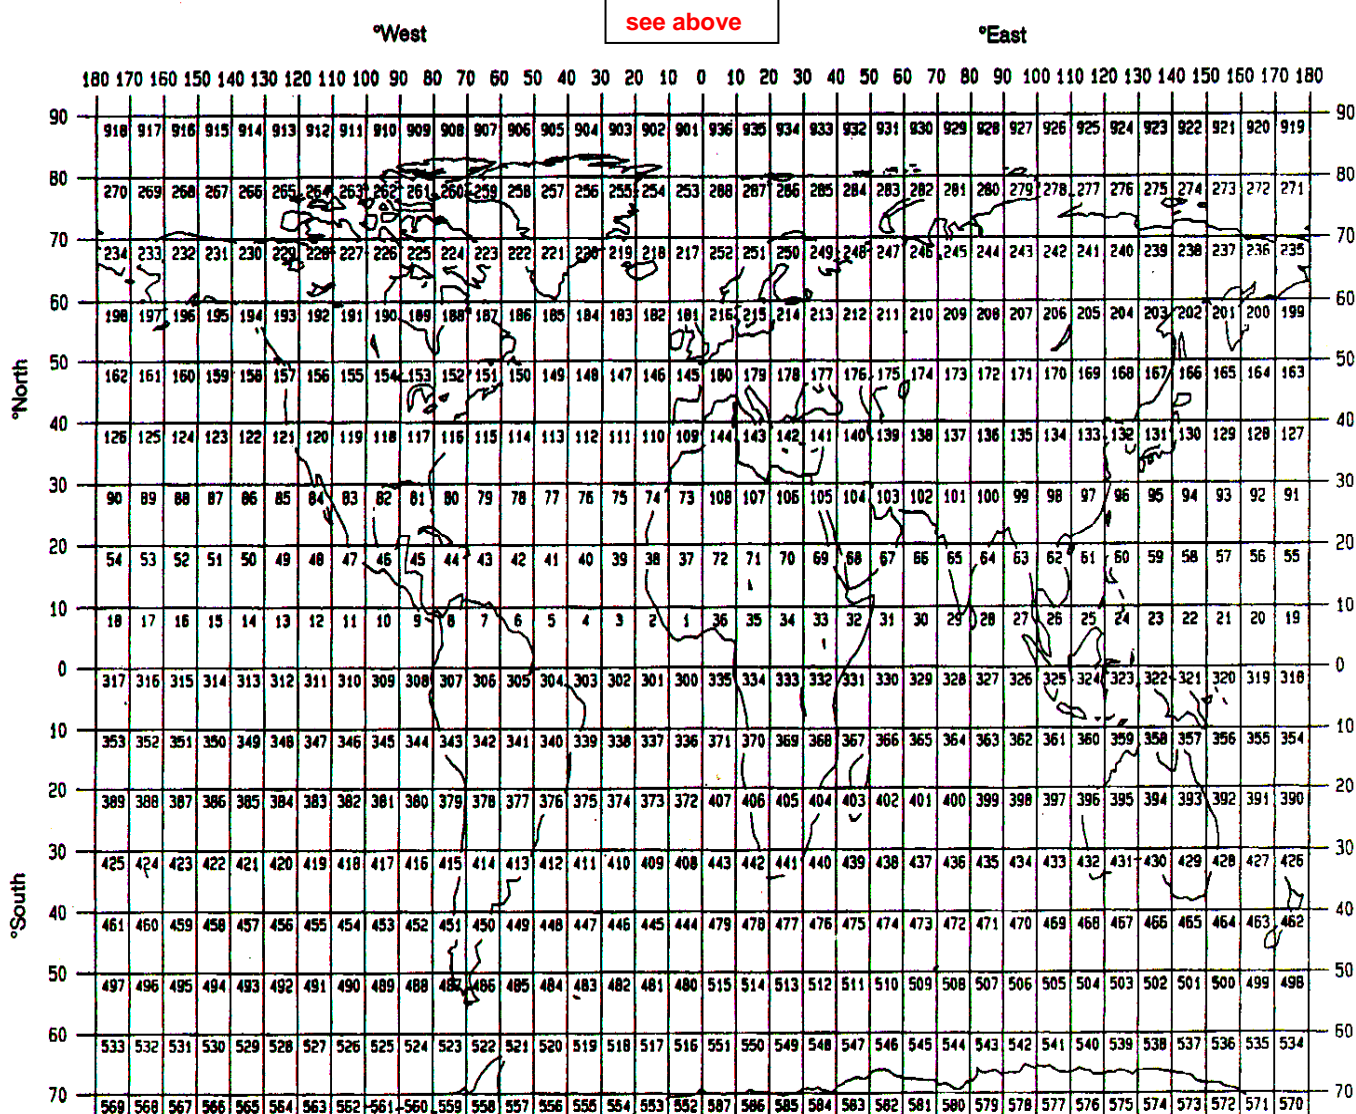 see above
°West °East
180 170 160 150 140 130 120 110 100 90 80 70 60 50 40 30 20 10 0 10 20 30 40 50 60 70 80 90 100 110 120 130 140 150 160 170 180
90 90
918 917 916 915 914 913 912 911 910 909 908 907 906 905 904 903 902 901 936 935 934 933 932 931 930 929 928 927 926 925 924 923 922 921 920 919
80 80
270 269 268 267 266 265 264 263 262 261 260 259 258 257 256 255 254 253 288 287 286 285 284 283 282 281 280 279 278 277 276 275 274 273 272 271
70 70
234 233 232 231 230 229 228 227 226 225 224 223 222 221 220 219 218 217 252 251 250 249 248 247 246 245 244 243 242 241 240 239 238 237 236 235
60 60
198 197 196 195 194 193 192 191 190 189 188 187 186 185 184 183 182 181 216 215 214 213 212 211 210 209 208 207 206 205 204 203 202 201 200 199
50 50
°North
162 161 160 159 158 157 156 155 154 153 152 151 150 149 148 147 146 145 180 179 178 177 176 175 174 173 172 171 170 169 168 167 166 165 164 163
40 40
126 125 124 123 122 121 120 119 118 117 116 115 114 113 112 111 110 109 144 143 142 141 140 139 138 137 136 135 134 133 132 131 130 129 128 127
30 30
90 89 88 87 86 85 84 83 82 81 80 79 78 77 76 75 74 73 108 107 106 105 104 103 102 101 100 99 98 97 96 95 94 93 92 91
20 20
54 53 52 51 50 49 48 47 46 45 44 43 42 41 40 39 38 37 72 71 70 69 68 67 66 65 64 63 62 61 60 59 58 57 56 55
10 10
18 17 16 15 14 13 12 11 10 9 8 7 6 5 4 3 2 1 36 35 34 33 32 31 30 29 28 27 26 25 24 23 22 21 20 19
0 0
317 316 315 314 313 312 311 310 309 308 307 306 305 304 303 302 301 300 335 334 333 332 331 330 329 328 327 326 325 324 323 322 321 320 319 318
10 10
353 352 351 350 349 348 347 346 345 344 343 342 341 340 339 338 337 336 371 370 369 368 367 366 365 364 363 362 361 360 359 358 357 356 355 354
20 20
389 388 387 386 385 384 383 382 381 380 379 378 377 376 375 374 373 372 407 406 405 404 403 402 401 400 399 398 397 396 395 394 393 392 391 390
30 30
°South
425 424 423 422 421 420 419 418 417 416 415 414 413 412 411 410 409 408 443 442 441 440 439 438 437 436 435 434 433 432 431 430 429 428 427 426
40 40
461 460 459 458 457 456 455 454 453 452 451 450 449 448 447 446 445 444 479 478 477 476 475 474 473 472 471 470 469 468 467 466 465 464 463 462
50 50
497 496 495 494 493 492 491 490 489 488 487 486 485 484 483 482 481 480 515 514 513 512 511 510 509 508 507 506 505 504 503 502 501 500 499 498
60 60
533 532 531 530 529 528 527 526 525 524 523 522 521 520 519 518 517 516 551 550 549 548 547 546 545 544 543 542 541 540 539 538 537 536 535 534
70 70
569 568 567 566 565 564 563 562 561 560 559 558 557 556 555 554 553 552 587 586 585 584 583 582 581 580 579 578 577 576 575 574 573 572 571 570